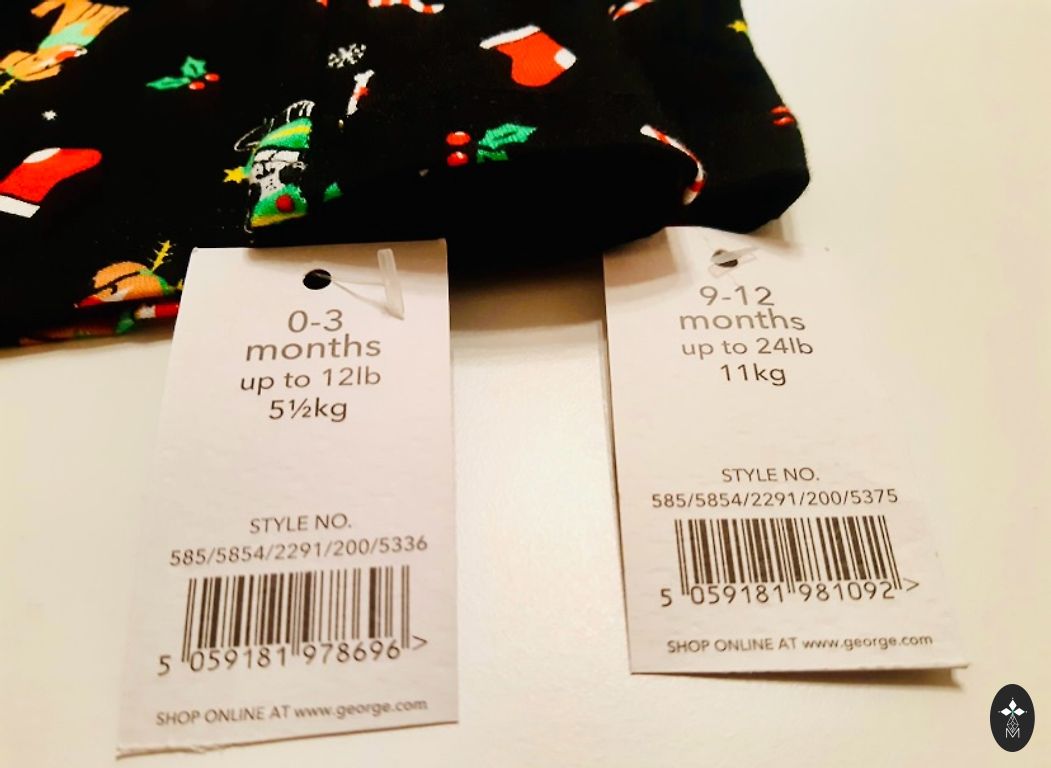 0-3
months
up to 12lb
5½kg
STYLE NO.
585/5854/2291/200/5336
5 059181 978696 >
SHOP ONLINE AT www.george.com
9-12
months
up to 24lb
11kg
STYLE NO.
585/5854/2291/200/5375
5 059181 981092 >
SHOP ONLINE AT www.george.com
M